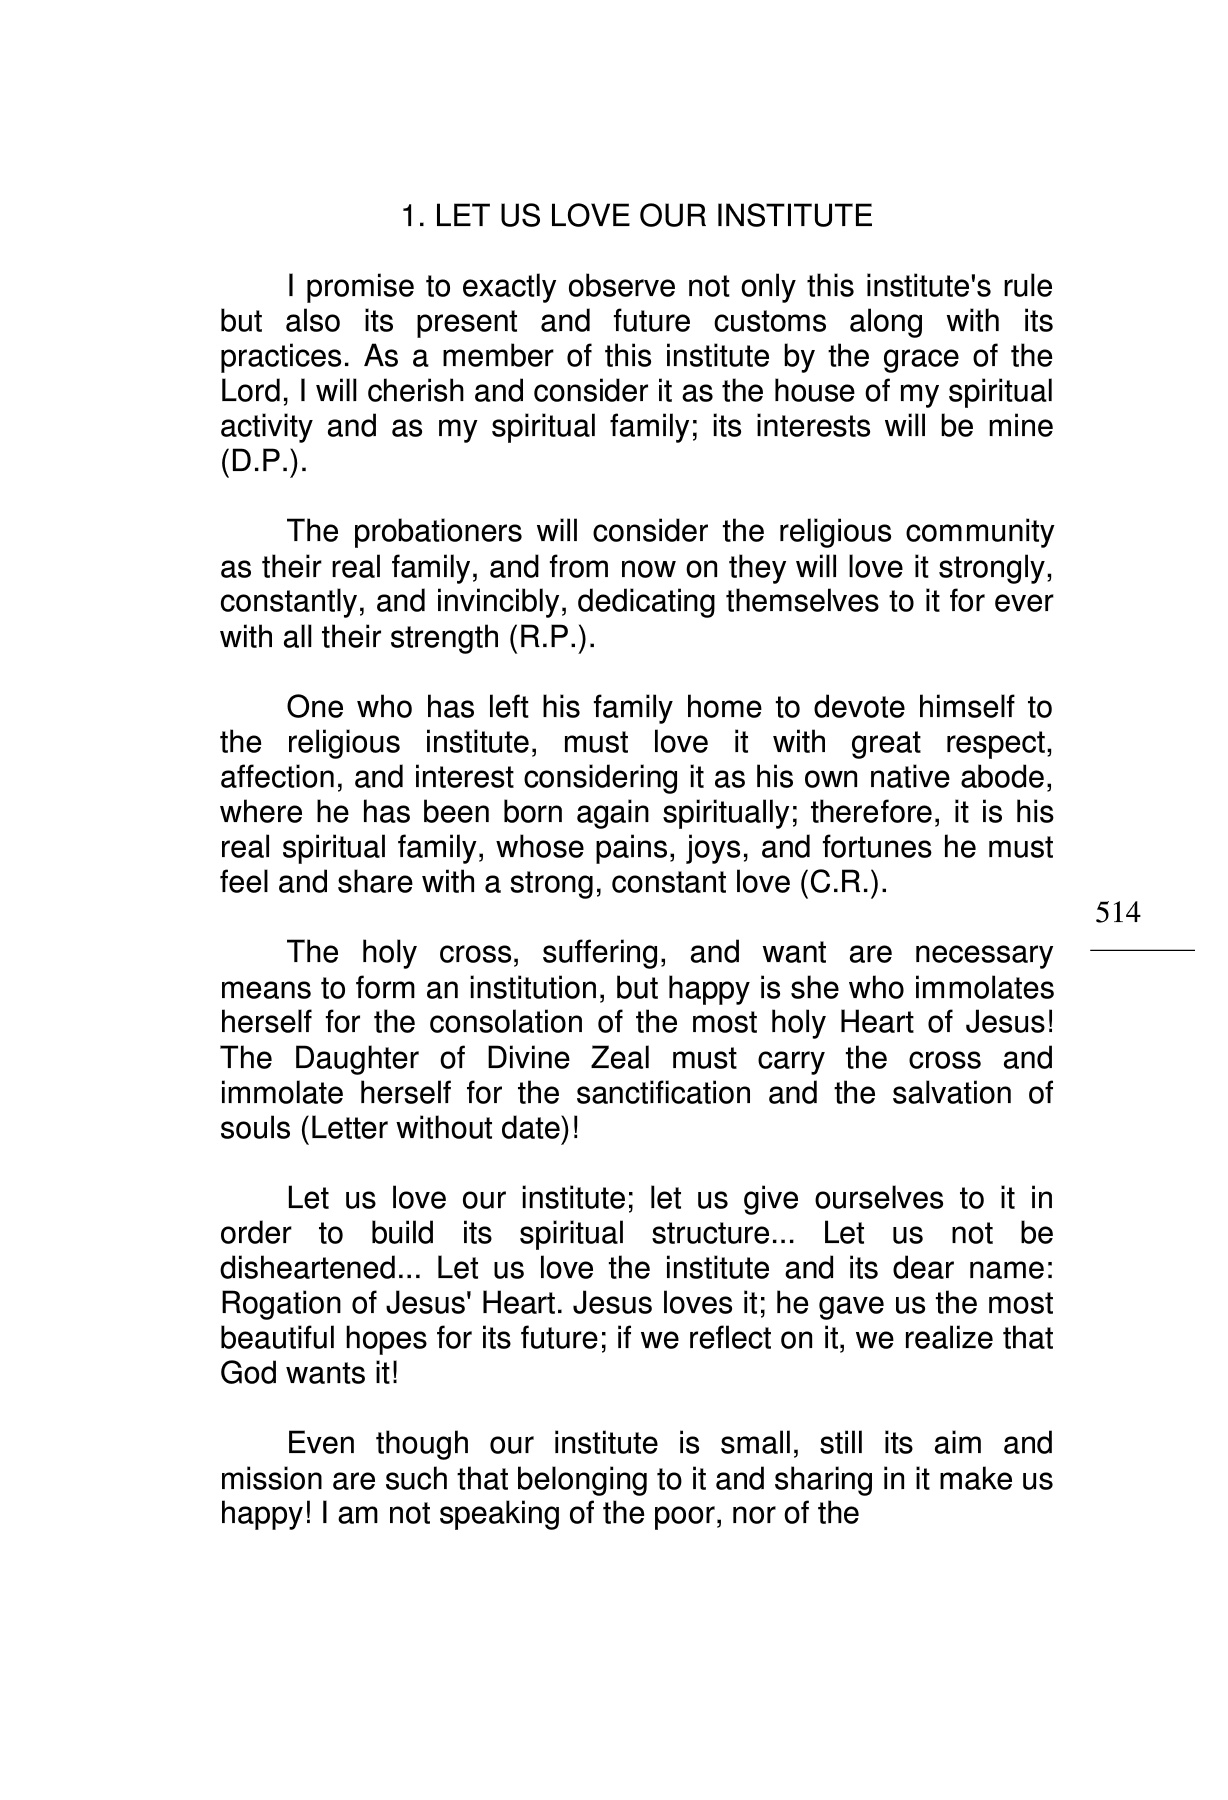 1. LET US LOVE OUR INSTITUTE
I promise to exactly observe not only this institute's rule
but also its present and future customs along with its
practices. As a member of this institute by the grace of the
Lord, I will cherish and consider it as the house of my spiritual
activity and as my spiritual family; its interests will be mine
(D.P.).
The probationers will consider the religious community
as their real family, and from now on they will love it strongly,
constantly, and invincibly, dedicating themselves to it for ever
with all their strength (R.P.).
One who has left his family home to devote himself to
the religious institute, must love it with great respect,
affection, and interest considering it as his own native abode,
where he has been born again spiritually; therefore, it is his
real spiritual family, whose pains, joys, and fortunes he must
feel and share with a strong, constant love (C.R.).
514
The holy cross, suffering, and want are necessary
means to form an institution, but happy is she who immolates
herself for the consolation of the most holy Heart of Jesus!
The Daughter of Divine Zeal must carry the cross and
immolate herself for the sanctification and the salvation of
souls (Letter without date)!
Let us love our institute; let us give ourselves to it in
order to build its spiritual structure... Let us not be
disheartened... Let us love the institute and its dear name:
Rogation of Jesus' Heart. Jesus loves it; he gave us the most
beautiful hopes for its future; if we reflect on it, we realize that
God wants it!
Even though our institute is small, still its aim and
mission are such that belonging to it and sharing in it make us
happy! I am not speaking of the poor, nor of the